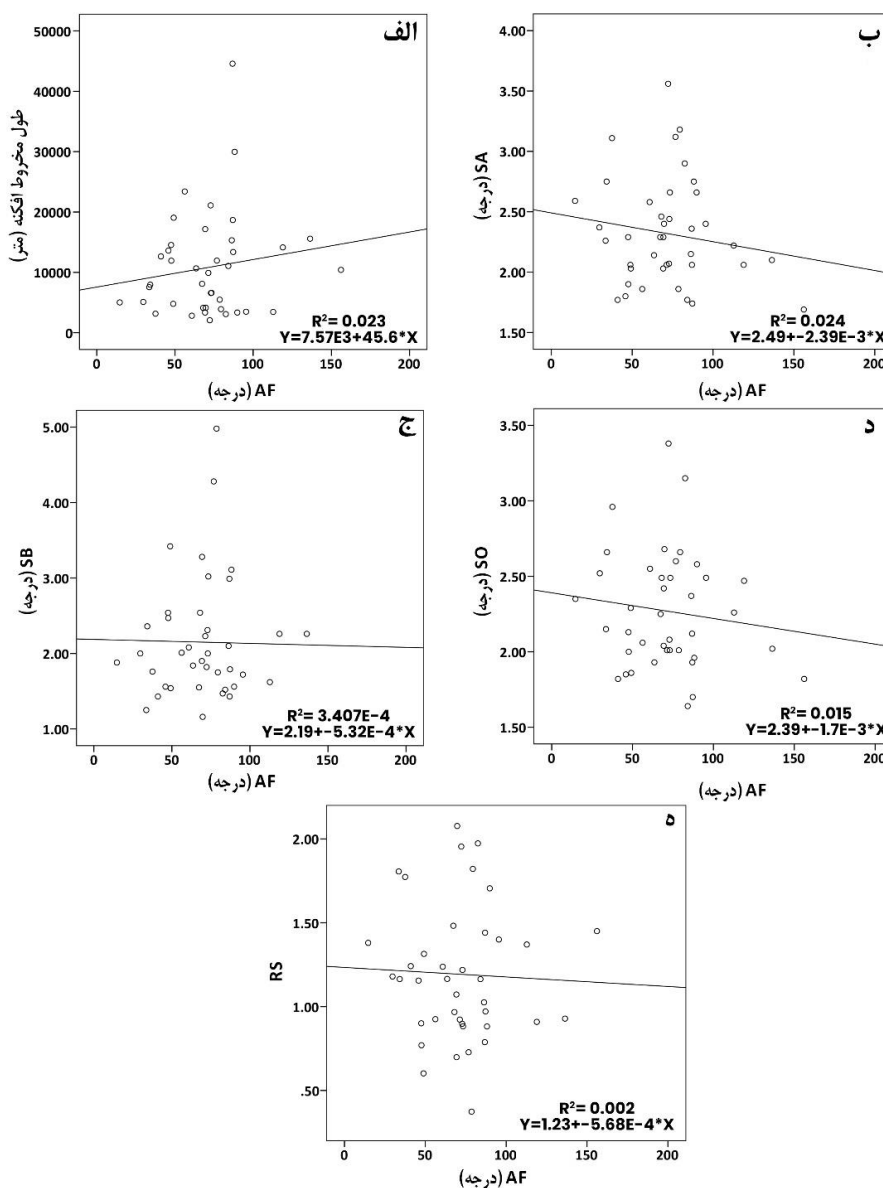 الف
طول مخروط افکنه (متر)
50000
40000
30000
20000
10000
0
R²= 0.023
Y=7.57E3+45.6*X
0 50 100 150 200
AF (درجه)
ب
SA (درجه)
4.00
3.50
3.00
2.50
2.00
1.50
R²= 0.024
Y=2.49+-2.39E-3*X
0 50 100 150 200
AF (درجه)
ج
SB (درجه)
5.00
4.00
3.00
2.00
1.00
R²= 3.407E-4
Y=2.19+-5.32E-4*X
0 50 100 150 200
AF (درجه)
د
SO (درجه)
3.50
3.00
2.50
2.00
1.50
R²= 0.015
Y=2.39+-1.7E-3*X
0 50 100 150 200
AF (درجه)
ه
RS
2.00
1.50
1.00
.50
R²= 0.002
Y=1.23+-5.68E-4*X
0 50 100 150 200
AF (درجه)